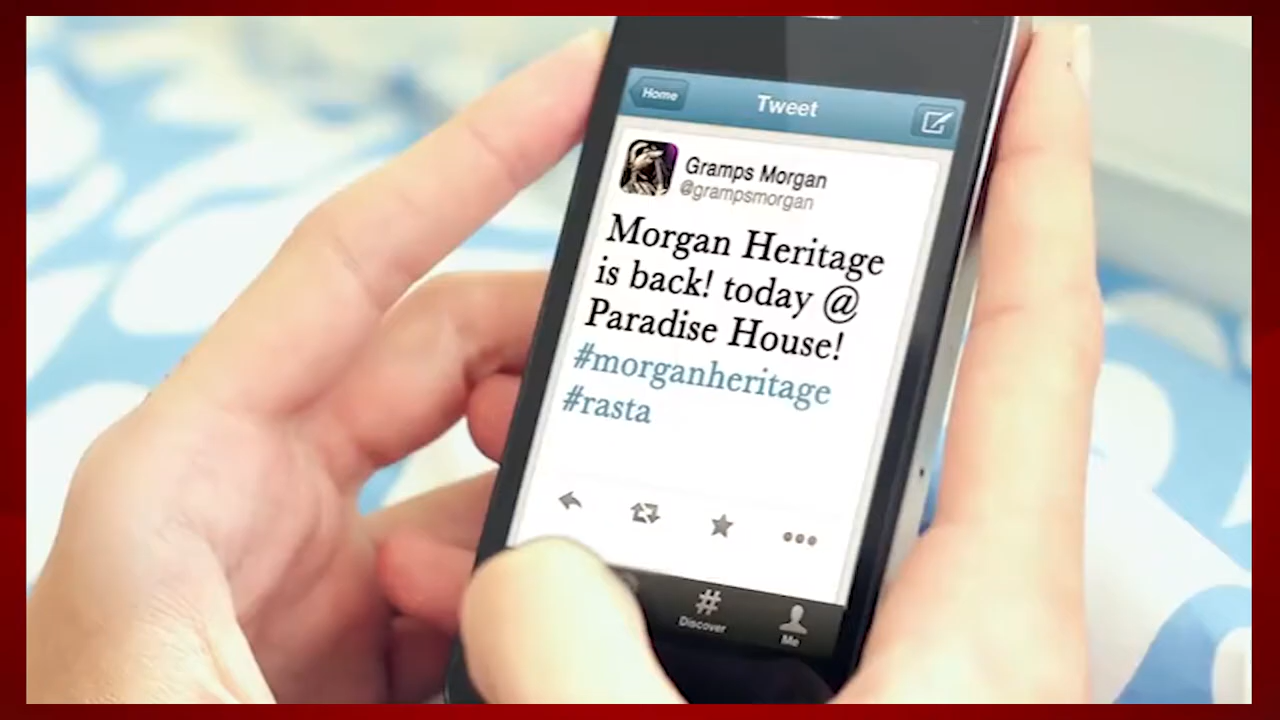 Home
Tweet
Gramps Morgan
@grampsmorgan
Morgan Heritage
is back! today @
Paradise House!
#morganheritage
#rasta
#
Discover
Me